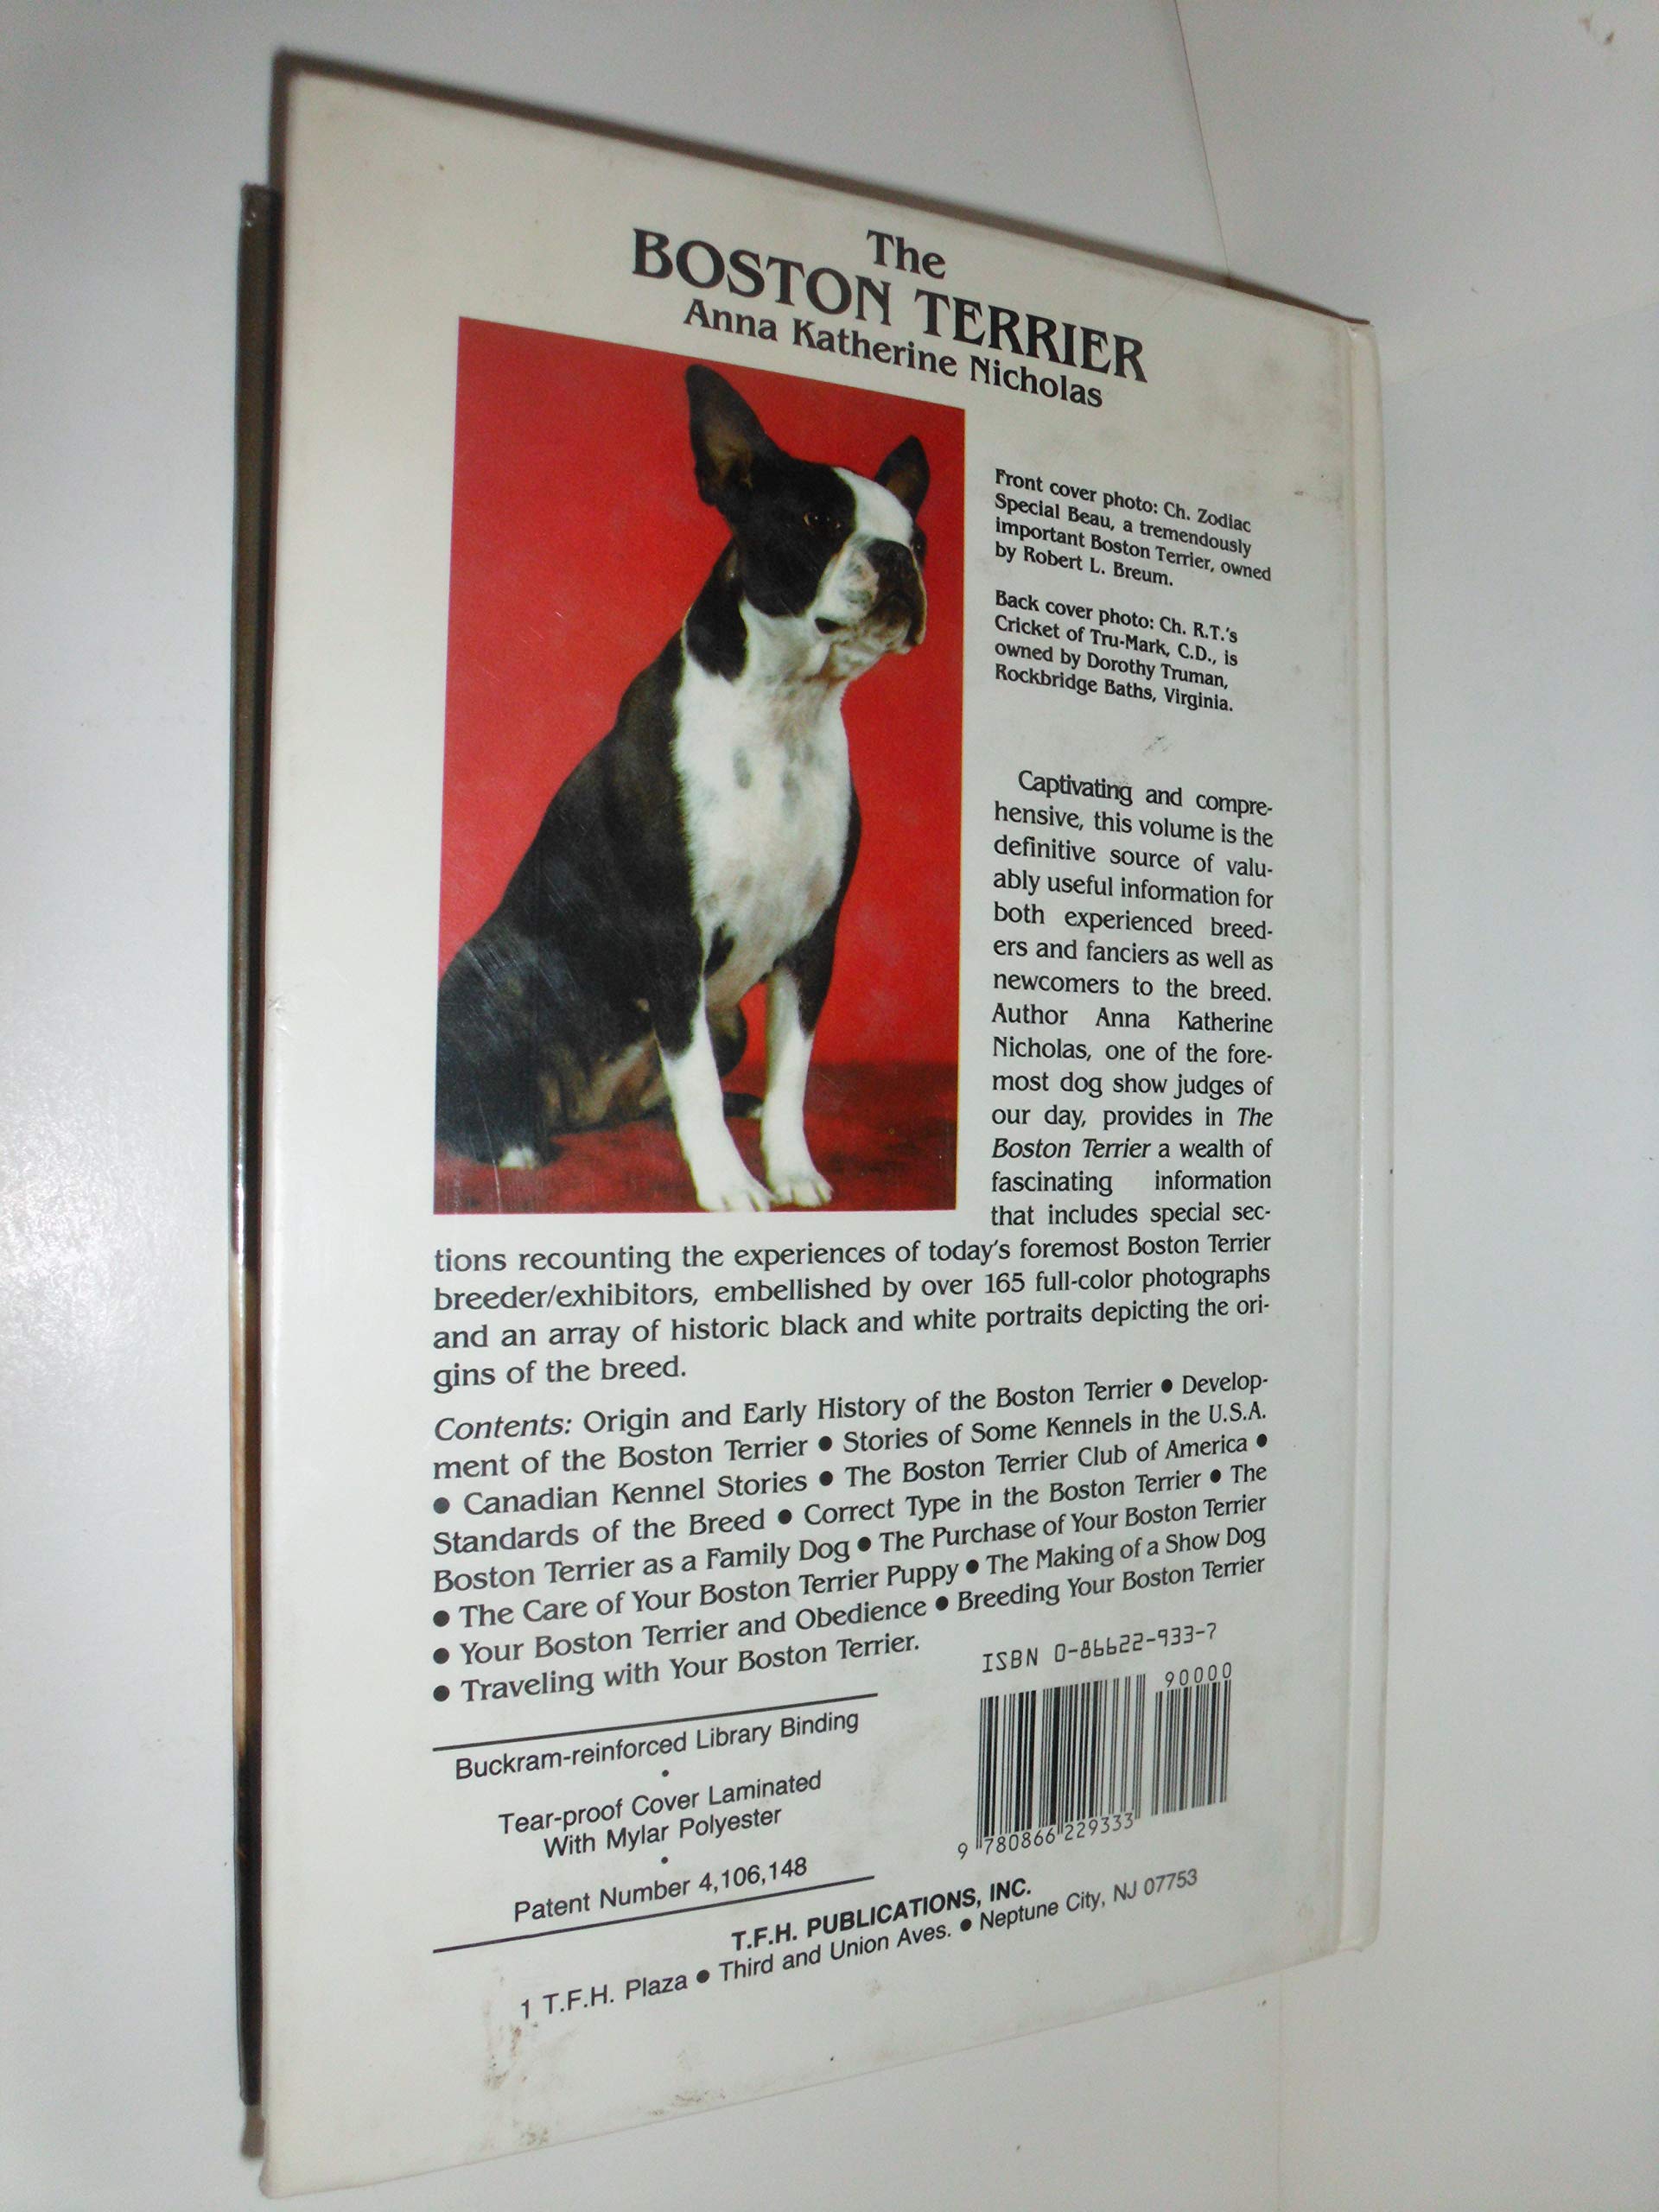 The
BOSTON TERRIER
Anna Katherine Nicholas
Front cover photo: Ch. Zodiac
Special Beau, a tremendously
important Boston Terrier, owned
by Robert L. Breum.
Back cover photo: Ch. R.T.'s
Cricket of Tru-Mark, C.D., is
owned by Dorothy Truman,
Rockbridge Baths, Virginia.
Captivating and compre-
hensive, this volume is the
definitive source of valu-
ably useful information for
both experienced breed-
ers and fanciers as well as
newcomers to the breed.
Author Anna Katherine
Nicholas, one of the fore-
most dog show judges of
our day, provides in The
Boston Terrier a wealth of
fascinating information
that includes special sec-
tions recounting the experiences of today's foremost Boston Terrier
breeder/exhibitors, embellished by over 165 full-color photographs
and an array of historic black and white portraits depicting the ori-
gins of the breed.
Contents: Origin and Early History of the Boston Terrier ● Develop-
ment of the Boston Terrier ● Stories of Some Kennels in the U.S.A.
● Canadian Kennel Stories ● The Boston Terrier Club of America ●
Standards of the Breed ● Correct Type in the Boston Terrier ● The
Boston Terrier as a Family Dog ● The Purchase of Your Boston Terrier
● The Care of Your Boston Terrier Puppy ● The Making of a Show Dog
● Your Boston Terrier and Obedience ● Breeding Your Boston Terrier
● Traveling with Your Boston Terrier.
Buckram-reinforced Library Binding
•
Tear-proof Cover Laminated
With Mylar Polyester
•
Patent Number 4,106,148
ISBN 0-86622-933-7
90000
9 780866 229333
T.F.H. PUBLICATIONS, INC.
1 T.F.H. Plaza ● Third and Union Aves. ● Neptune City, NJ 07753